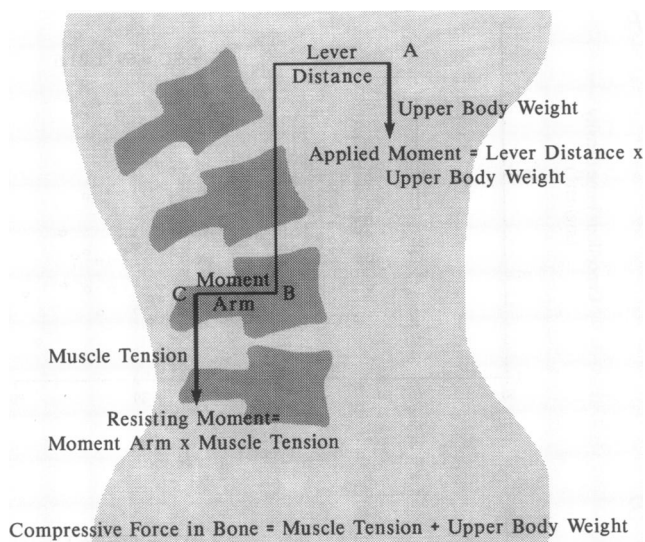 Lever
Distance
A
Upper Body Weight
Applied Moment = Lever Distance x
Upper Body Weight
Moment
Arm
C
B
Muscle Tension
Resisting Moment=
Moment Arm x Muscle Tension
Compressive Force in Bone = Muscle Tension + Upper Body Weight